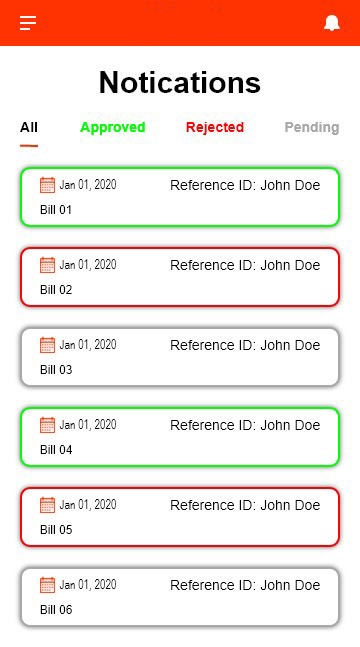 Notications
All Approved Rejected Pending
Jan 01, 2020 Reference ID: John Doe
Bill 01
Jan 01, 2020 Reference ID: John Doe
Bill 02
Jan 01, 2020 Reference ID: John Doe
Bill 03
Jan 01, 2020 Reference ID: John Doe
Bill 04
Jan 01, 2020 Reference ID: John Doe
Bill 05
Jan 01, 2020 Reference ID: John Doe
Bill 06